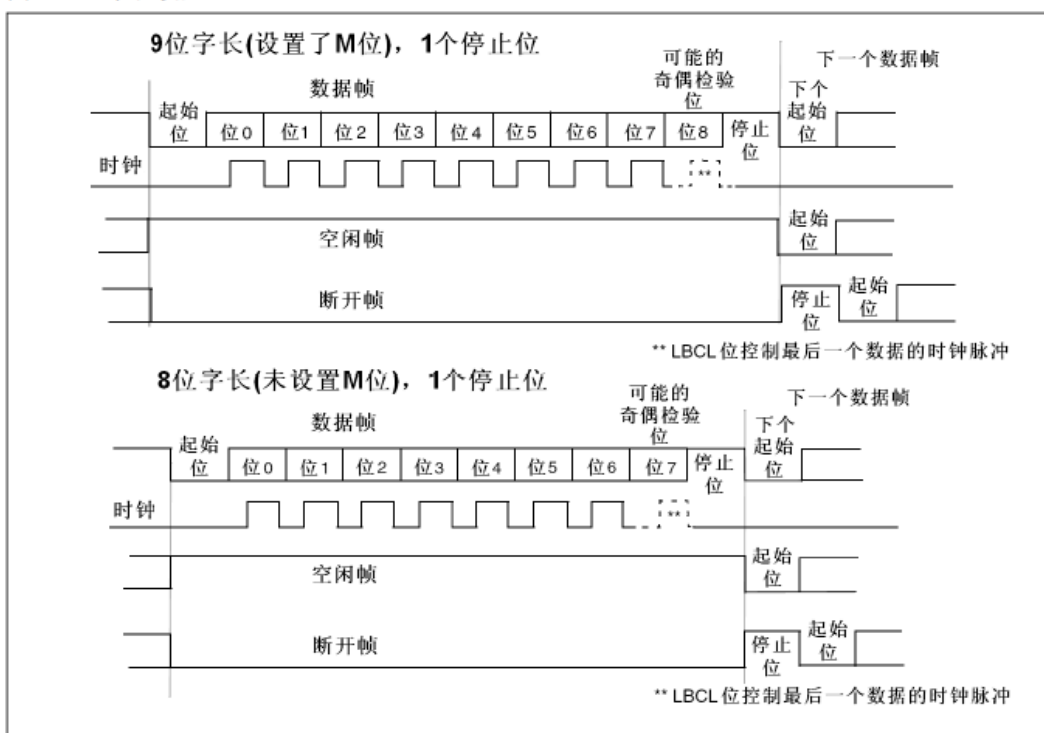 9位字长(设置了M位)，1个停止位
可能的
奇偶检验
位
下一个数据帧
数据帧
下个
起始
位
起始
位
位0
位1
位2
位3
位4
位5
位6
位7
位8
停止
位
时钟
**
空闲帧
起始
位
断开帧
停止
位
起始
位
** LBCL位控制最后一个数据的时钟脉冲
8位字长(未设置M位)，1个停止位
可能的
奇偶检验
位
下一个数据帧
数据帧
下个
起始
位
起始
位
位0
位1
位2
位3
位4
位5
位6
位7
停止
位
时钟
**
空闲帧
起始
位
断开帧
停止
位
起始
位
** LBCL位控制最后一个数据的时钟脉冲